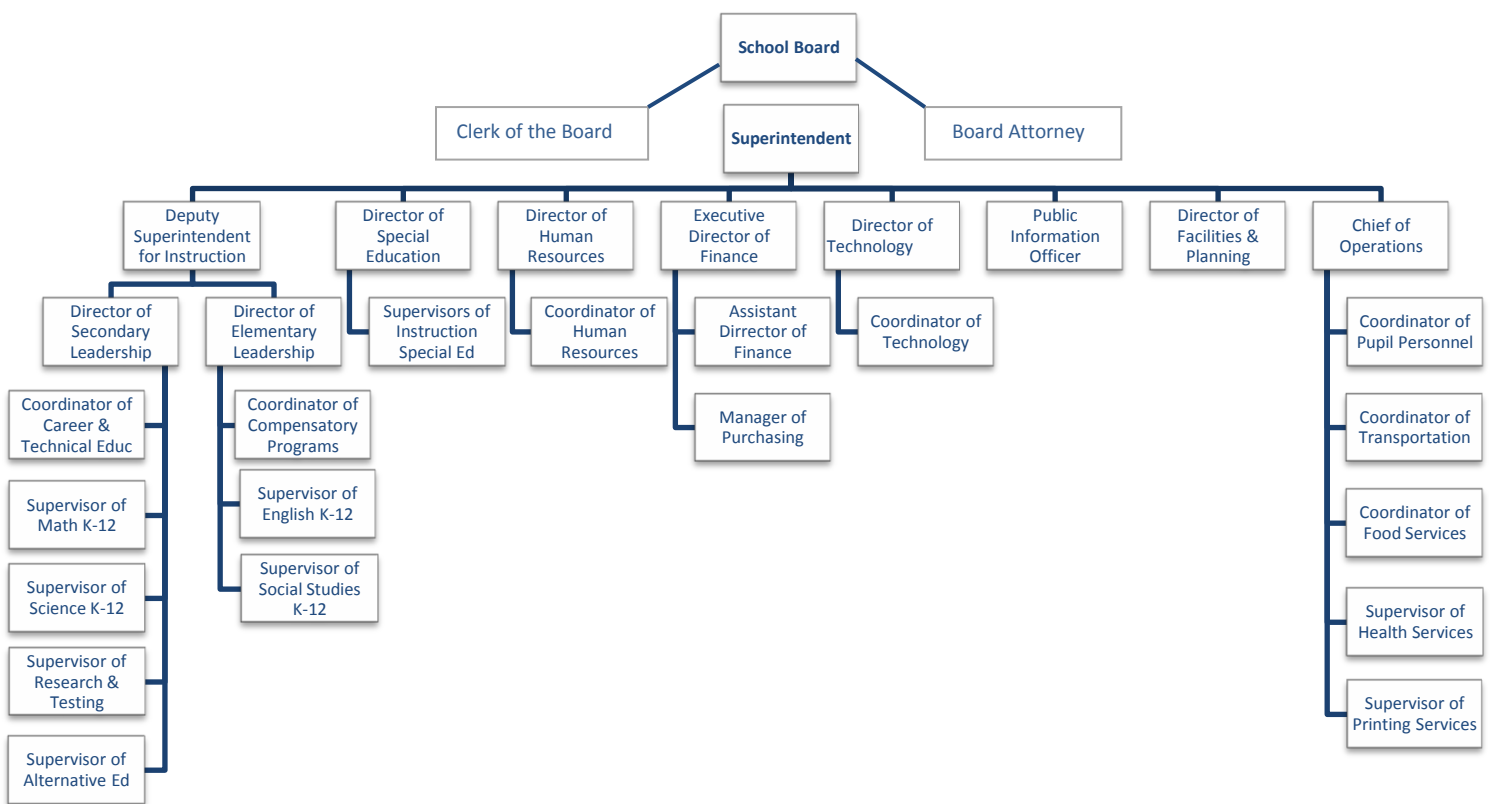 School Board
Clerk of the Board
Superintendent
Board Attorney
Deputy
Superintendent
for Instruction
Director of
Special
Education
Director of
Human
Resources
Executive
Director of
Finance
Director of
Technology
Public
Information
Officer
Director of
Facilities &
Planning
Chief of
Operations
Director of
Secondary
Leadership
Director of
Elementary
Leadership
Supervisors of
Instruction
Special Ed
Coordinator of
Human
Resources
Assistant
Dirrector of
Finance
Coordinator of
Technology
Coordinator of
Pupil Personnel
Coordinator of
Career &
Technical Educ
Coordinator of
Compensatory
Programs
Manager of
Purchasing
Coordinator of
Transportation
Supervisor of
Math K-12
Supervisor of
English K-12
Coordinator of
Food Services
Supervisor of
Science K-12
Supervisor of
Social Studies
K-12
Supervisor of
Health Services
Supervisor of
Research &
Testing
Supervisor of
Printing Services
Supervisor of
Alternative Ed